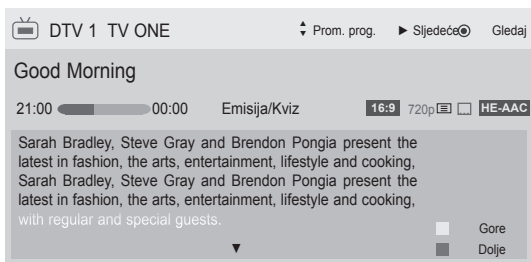 DTV 1 TV ONE Prom. prog. Sljedeće Gledaj
Good Morning
21:00 00:00 Emisija/Kviz 16:9 720p HE-AAC
Sarah Bradley, Steve Gray and Brendon Pongia present the
latest in fashion, the arts, entertainment, lifestyle and cooking,
Sarah Bradley, Steve Gray and Brendon Pongia present the
latest in fashion, the arts, entertainment, lifestyle and cooking,
with regular and special guests.
Gore
Dolje